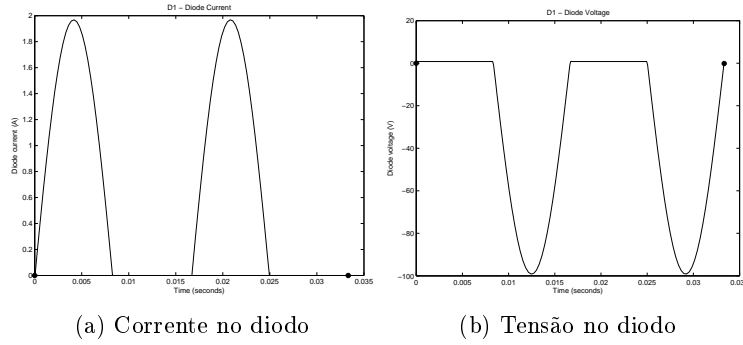 D1 – Diode Current
Diode current (A)
2
1.8
1.6
1.4
1.2
1
0.8
0.6
0.4
0.2
0
0 0.005 0.01 0.015 0.02 0.025 0.03 0.035
Time (seconds)
(a) Corrente no diodo
D1 – Diode Voltage
Diode voltage (V)
20
0
−20
−40
−60
−80
−100
0 0.005 0.01 0.015 0.02 0.025 0.03 0.035
Time (seconds)
(b) Tensão no diodo